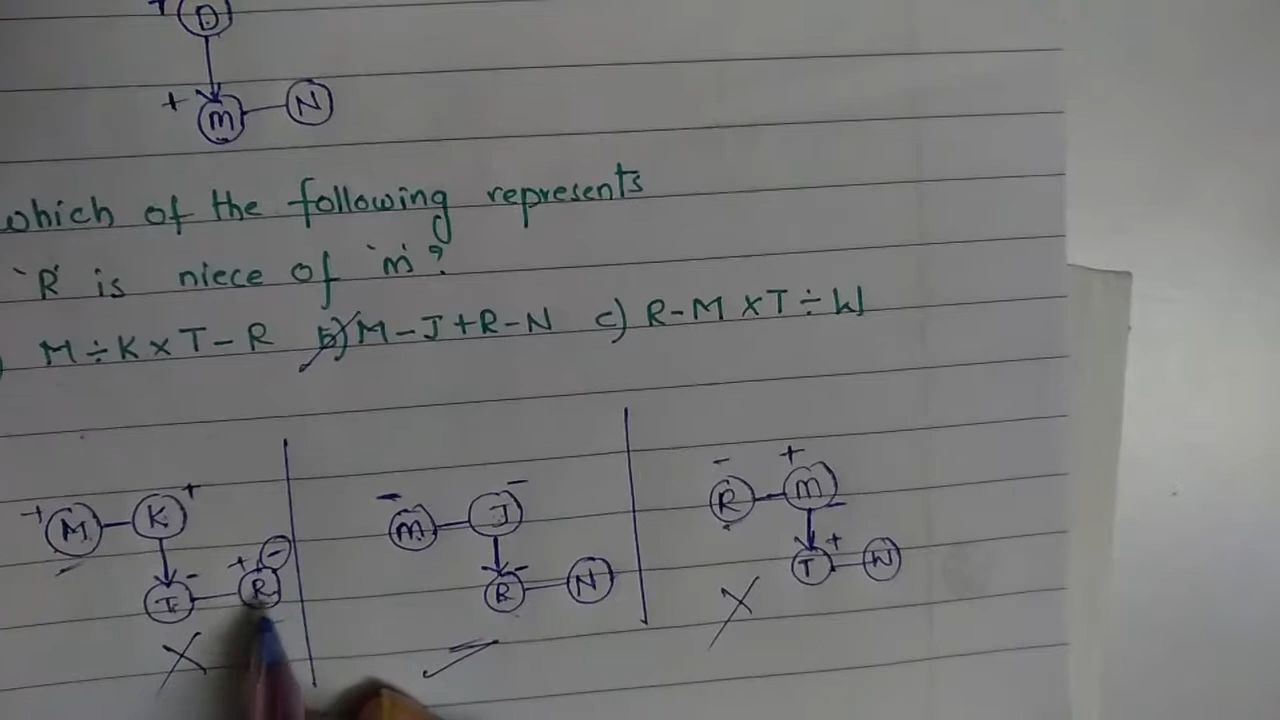 + D
+ m N
which of the following represents
`R' is niece of `m'?
) M÷K×T-R b) M-J+R-N c) R-M×T÷W
+ M K + m - J - R - m +
T - R + - R - N T + W